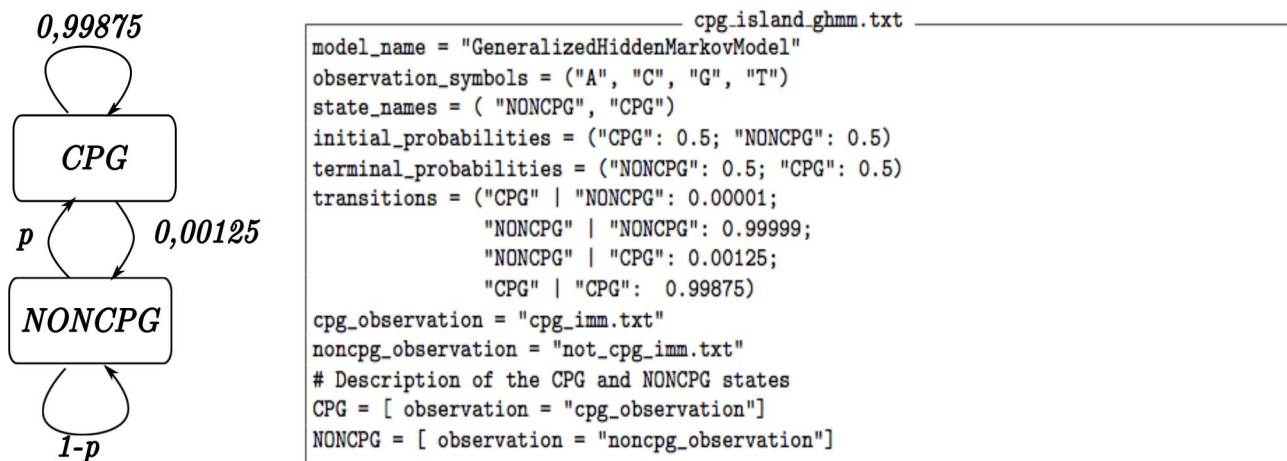 0,99875
CPG
p
0,00125
NONCPG
1-p
cpg_island_ghmm.txt
model_name = "GeneralizedHiddenMarkovModel"
observation_symbols = ("A", "C", "G", "T")
state_names = ( "NONCPG", "CPG")
initial_probabilities = ("CPG": 0.5; "NONCPG": 0.5)
terminal_probabilities = ("NONCPG": 0.5; "CPG": 0.5)
transitions = ("CPG" | "NONCPG": 0.00001;
"NONCPG" | "NONCPG": 0.99999;
"NONCPG" | "CPG": 0.00125;
"CPG" | "CPG":  0.99875)
cpg_observation = "cpg_imm.txt"
noncpg_observation = "not_cpg_imm.txt"
# Description of the CPG and NONCPG states
CPG = [ observation = "cpg_observation"]
NONCPG = [ observation = "noncpg_observation"]